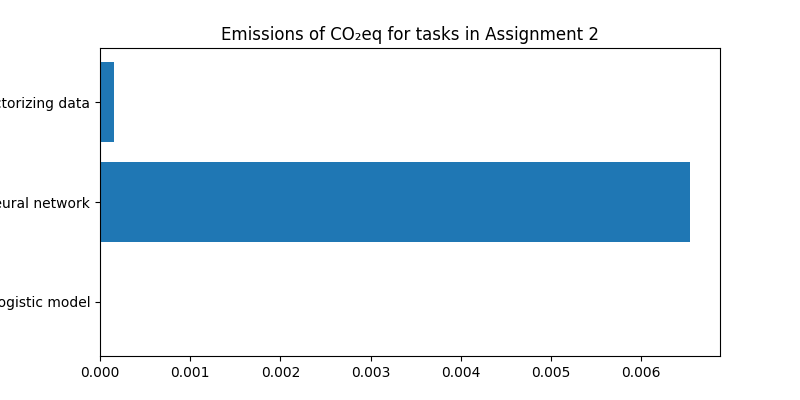 Emissions of CO₂eq for tasks in Assignment 2
torizing data
ural network
ogistic model
0.000 0.001 0.002 0.003 0.004 0.005 0.006